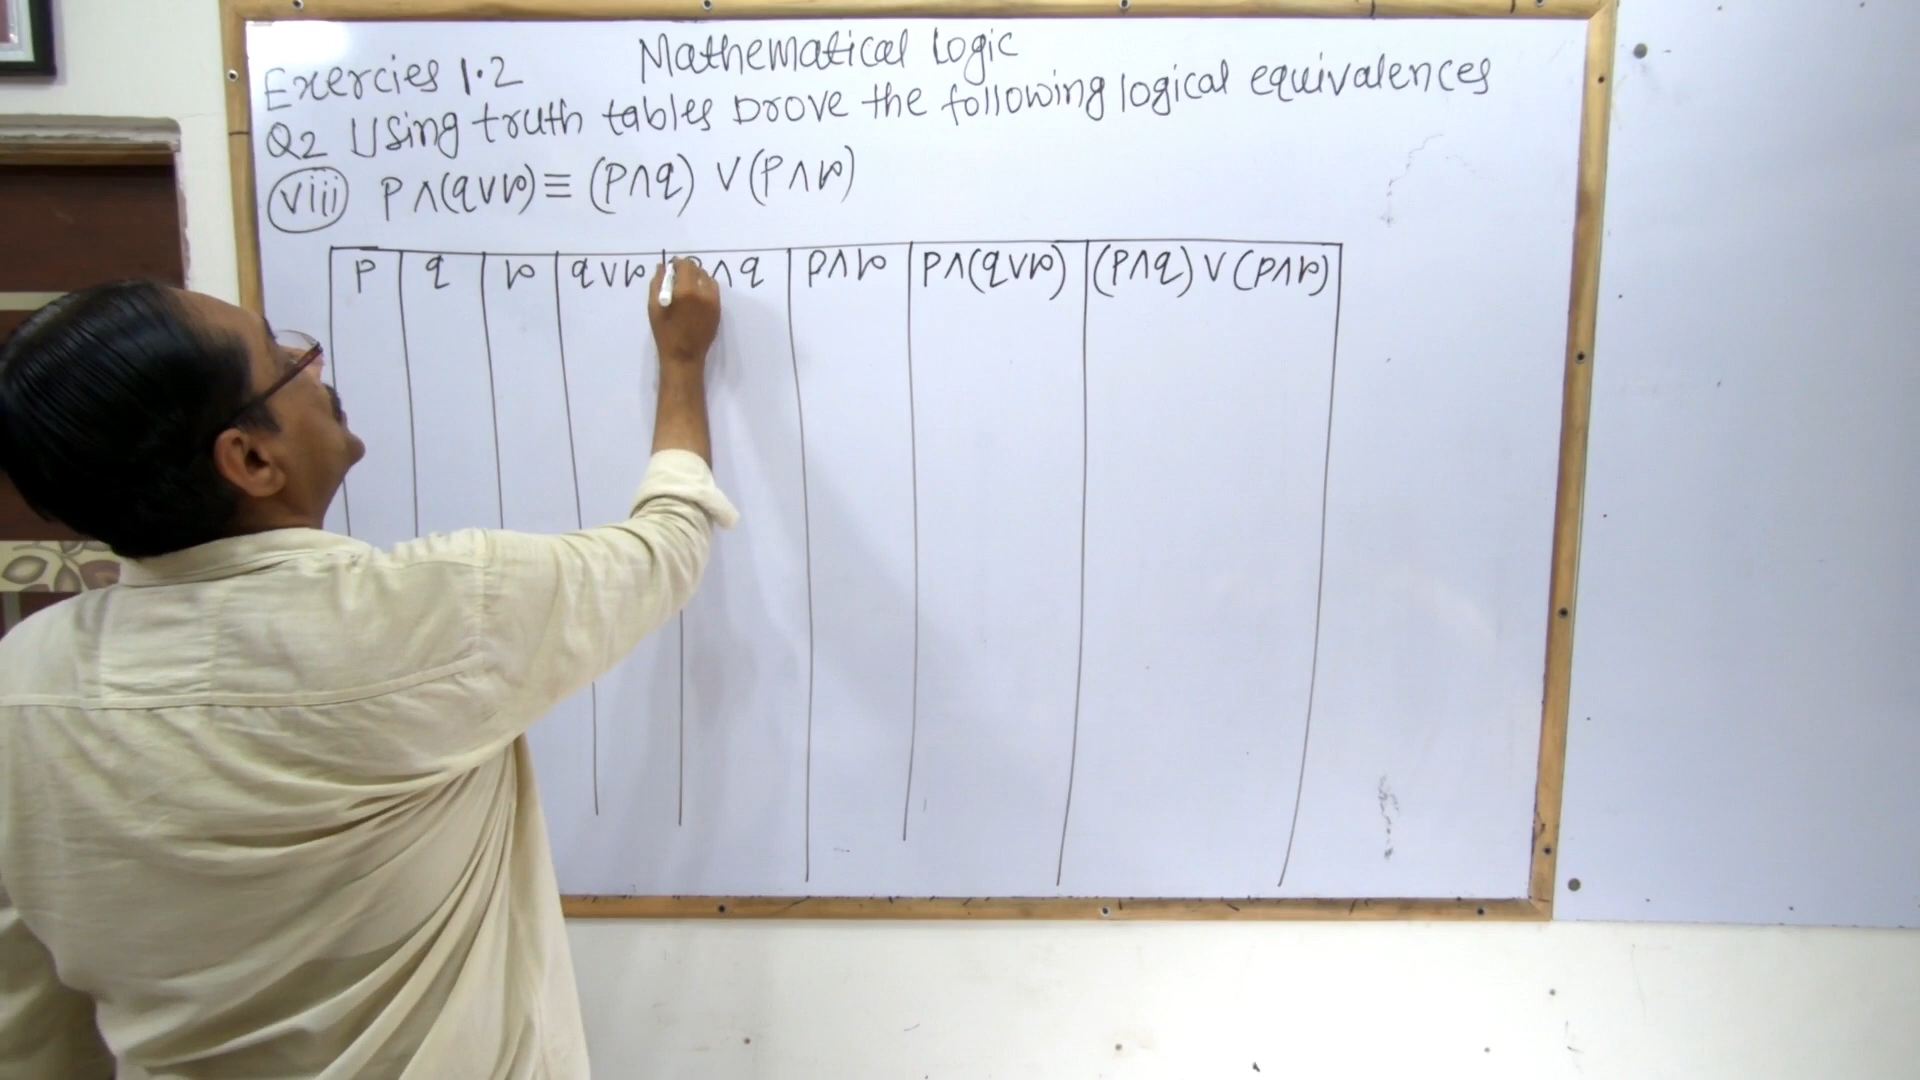 Mathematical Logic
Exercies 1.2
Q2 Using truth tables prove the following logical equivalences
(viii) p∧(q∨r)≡ (p∧q) ∨(p∧r)
p q r q∨r p∧q p∧r p∧(q∨r) (p∧q)∨(p∧r)